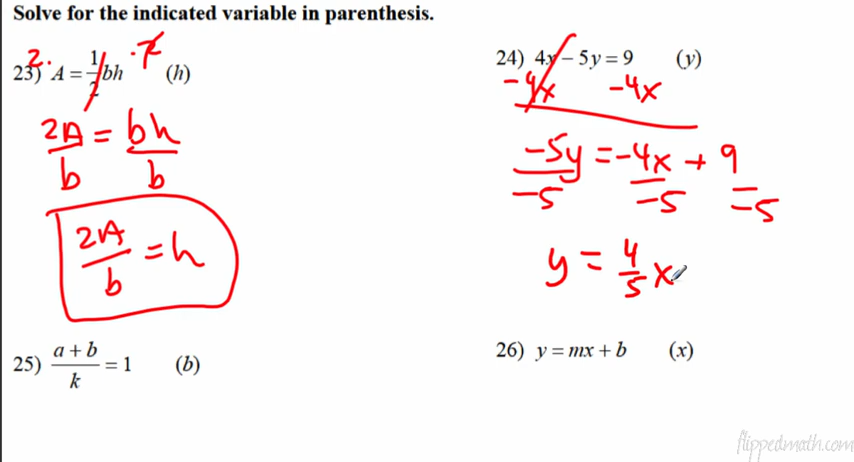 Solve for the indicated variable in parenthesis.
23) A = 1/2 bh (h)
2· ·2
2A/b = bh/b
2A/b = h
24) 4x − 5y = 9 (y)
−4x −4x
−5y/−5 = −4x/−5 + 9/−5
y = 4/5 x
25) a + b / k = 1 (b)
26) y = mx + b (x)
flippedmath.com